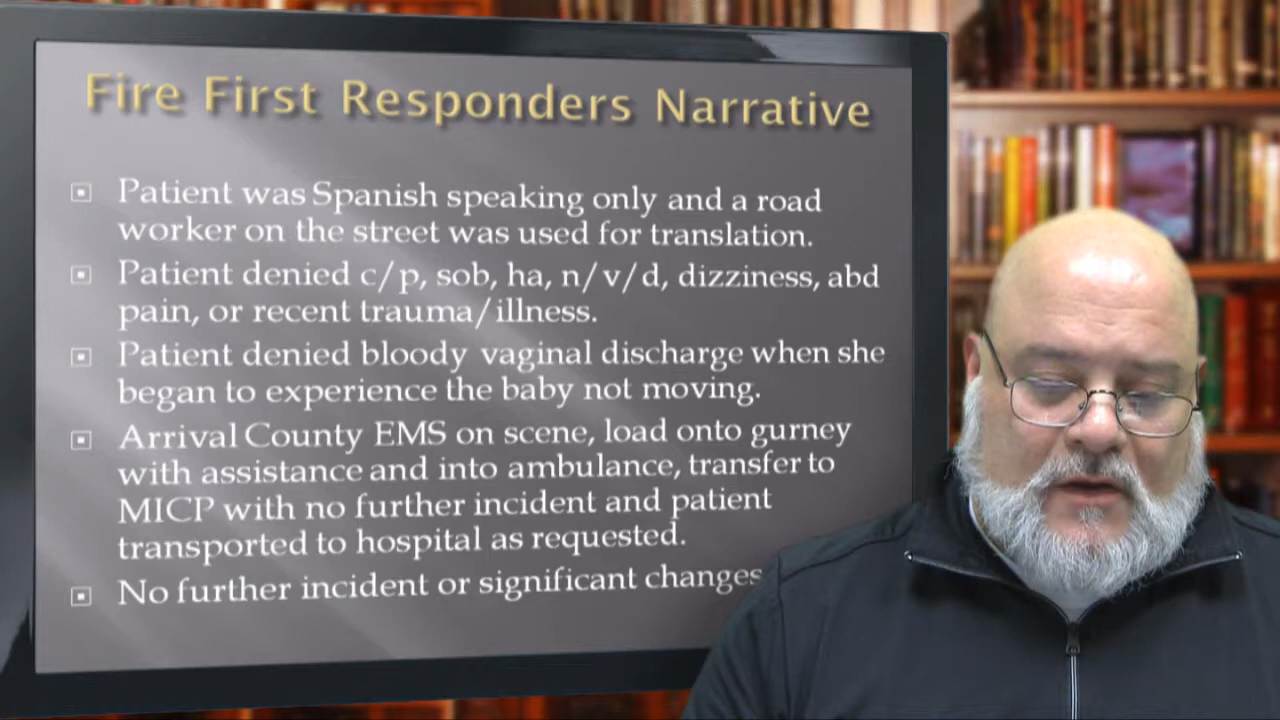 Fire First Responders Narrative
Patient was Spanish speaking only and a road
worker on the street was used for translation.
Patient denied c/p, sob, ha, n/v/d, dizziness, abd
pain, or recent trauma/illness.
Patient denied bloody vaginal discharge when she
began to experience the baby not moving.
Arrival County EMS on scene, load onto gurney
with assistance and into ambulance, transfer to
MICP with no further incident and patient
transported to hospital as requested.
No further incident or significant changes